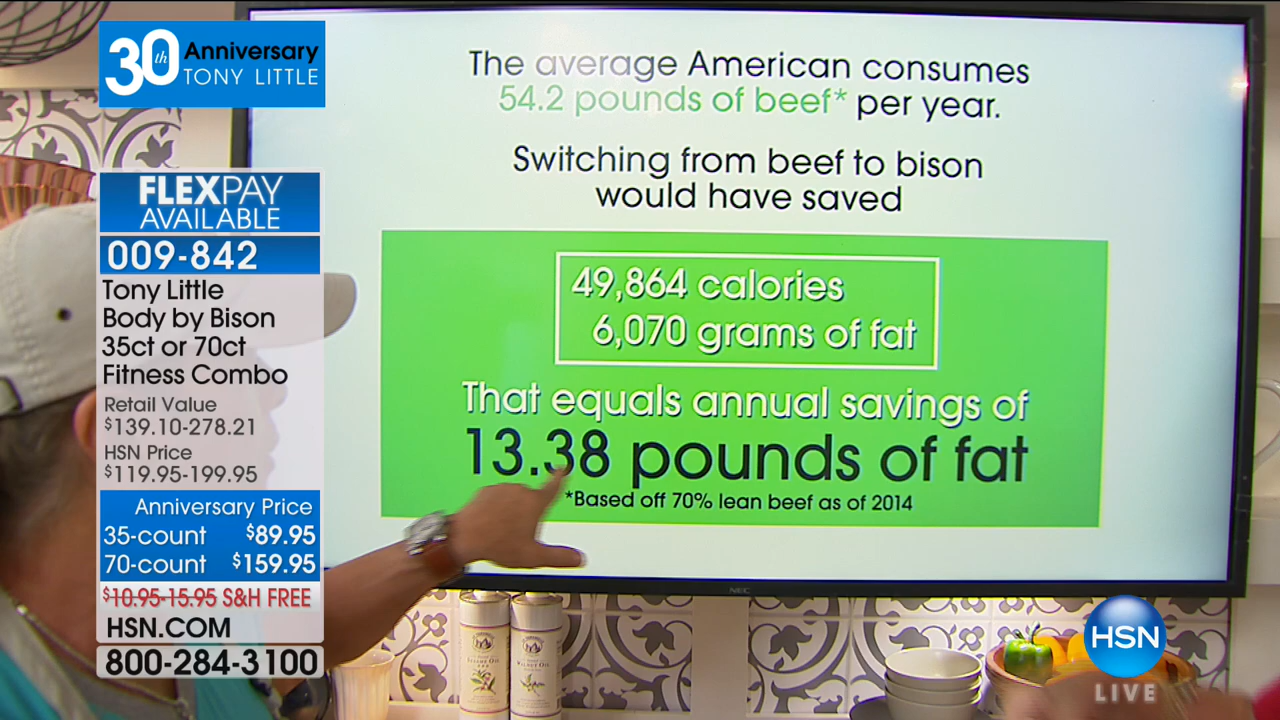 30th Anniversary
TONY LITTLE
FLEXPAY
AVAILABLE
009-842
Tony Little
Body by Bison
35ct or 70ct
Fitness Combo
Retail Value
$139.10-278.21
HSN Price
$119.95-199.95
Anniversary Price
35-count $89.95
70-count $159.95
$10.95-15.95 S&H FREE
HSN.COM
800-284-3100
The average American consumes
54.2 pounds of beef* per year.
Switching from beef to bison
would have saved
49,864 calories
6,070 grams of fat
That equals annual savings of
13.38 pounds of fat
*Based off 70% lean beef as of 2014
NEC
HSN
LIVE